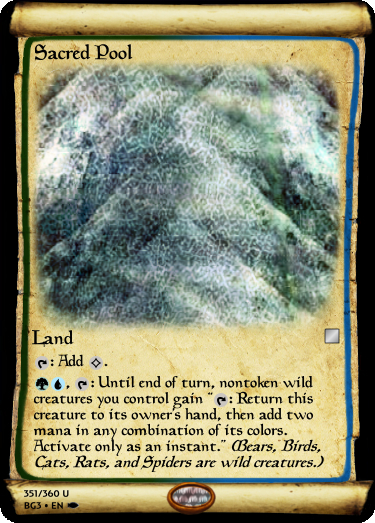 Sacred Pool
Land
: Add .
, : Until end of turn, nontoken wild
creatures you control gain " : Return this
creature to its owner's hand, then add two
mana in any combination of its colors.
Activate only as an instant." (Bears, Birds,
Cats, Rats, and Spiders are wild creatures.)
351/360 U
BG3 • EN